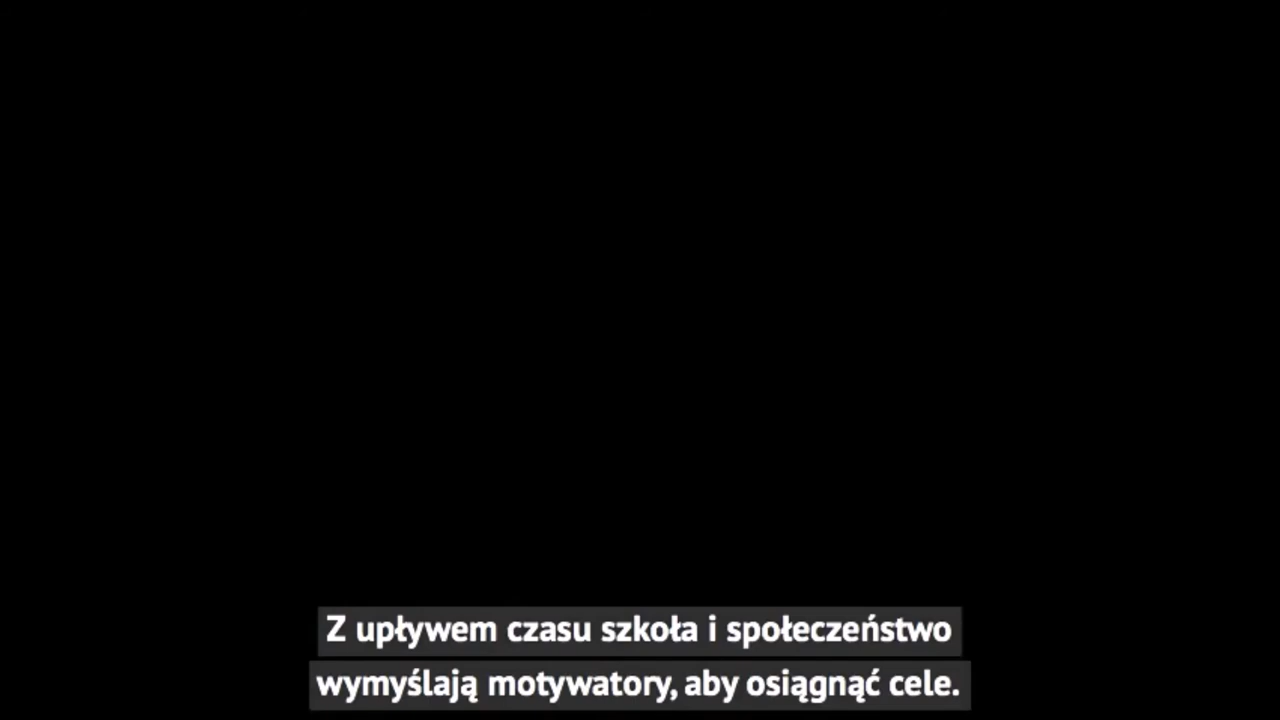 Z upływem czasu szkoła i społeczeństwo
wymyślają motywatory, aby osiągnąć cele.